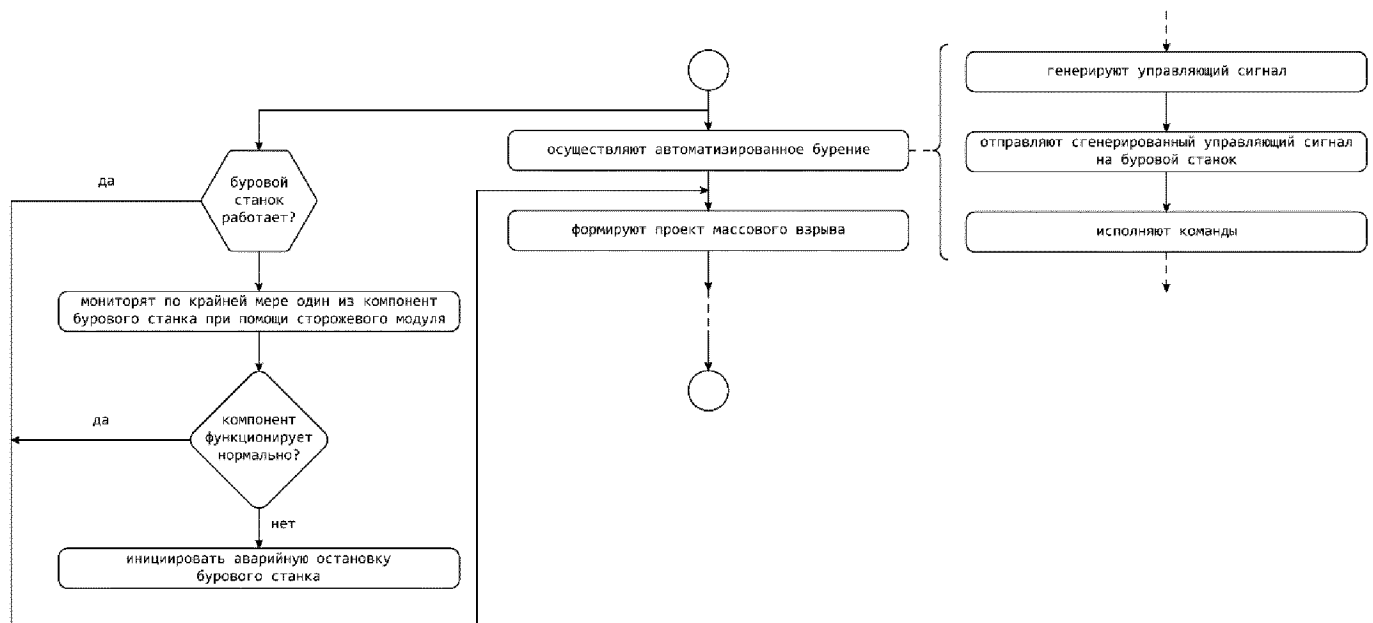 генерируют управляющий сигнал
осуществляют автоматизированное бурение
отправляют сгенерированный управляющий сигнал
на буровой станок
да
буровой
станок
работает?
формируют проект массового взрыва
исполняют команды
мониторят по крайней мере один из компонент
бурового станка при помощи сторожевого модуля
да
компонент
функционирует
нормально?
нет
инициировать аварийную остановку
бурового станка